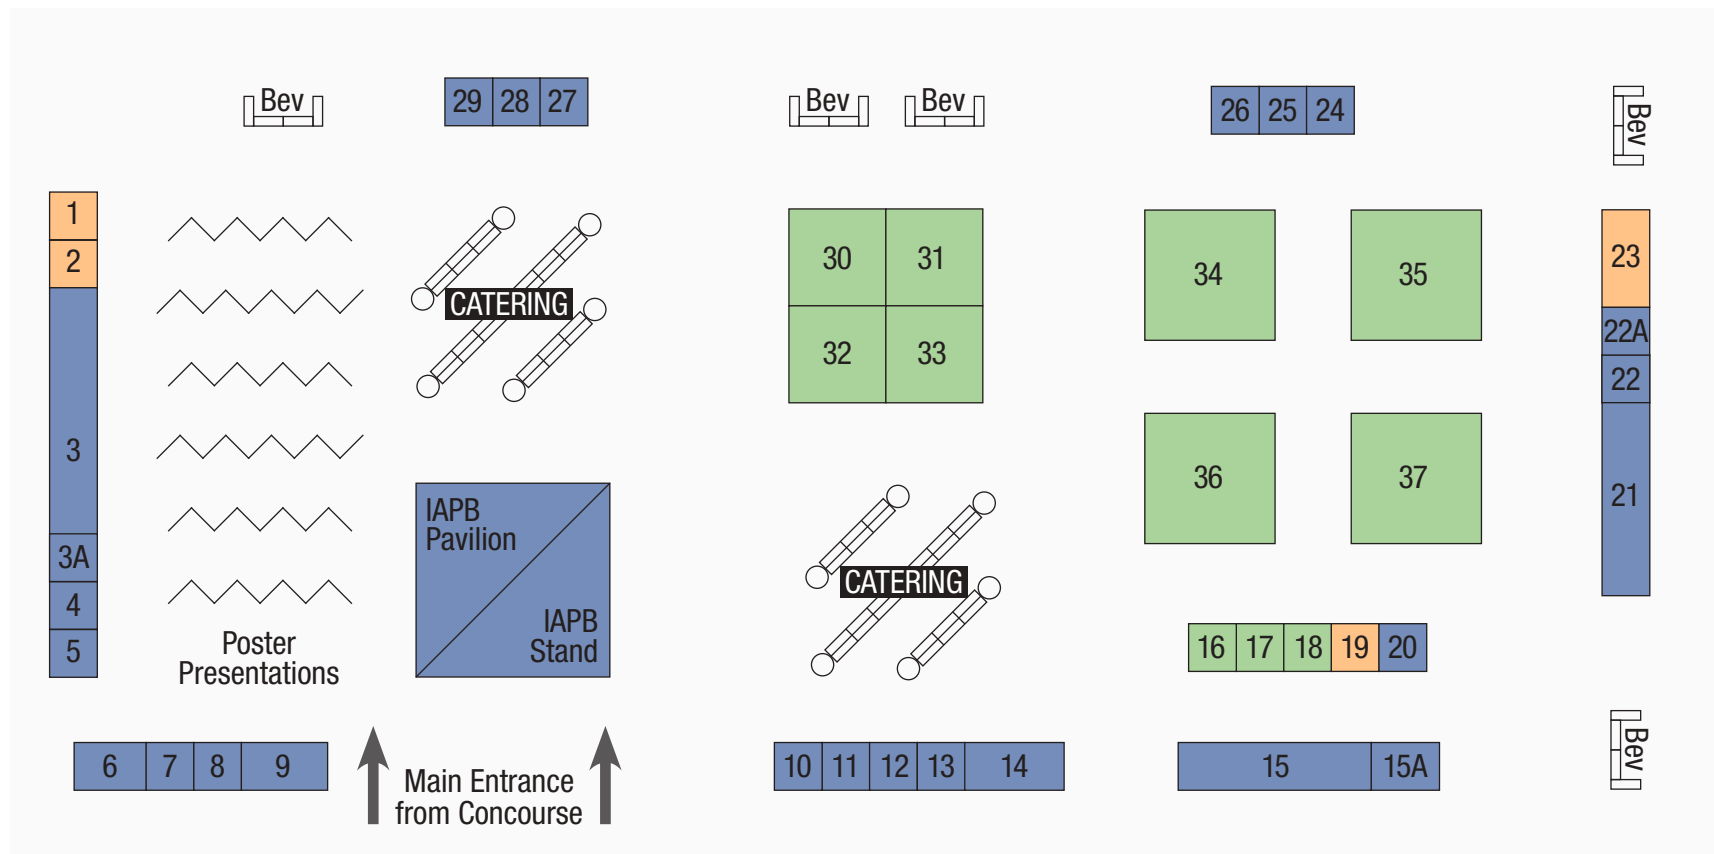 Bev
29 28 27
Bev
Bev
26 25 24
Bev
1
2
3
3A
4
5
CATERING
30 31
32 33
34
35
36
37
23
22A
22
21
IAPB
Pavilion
IAPB
Stand
CATERING
16 17 18 19 20
Poster
Presentations
6 7 8 9
Main Entrance
from Concourse
10 11 12 13 14
15 15A
Bev